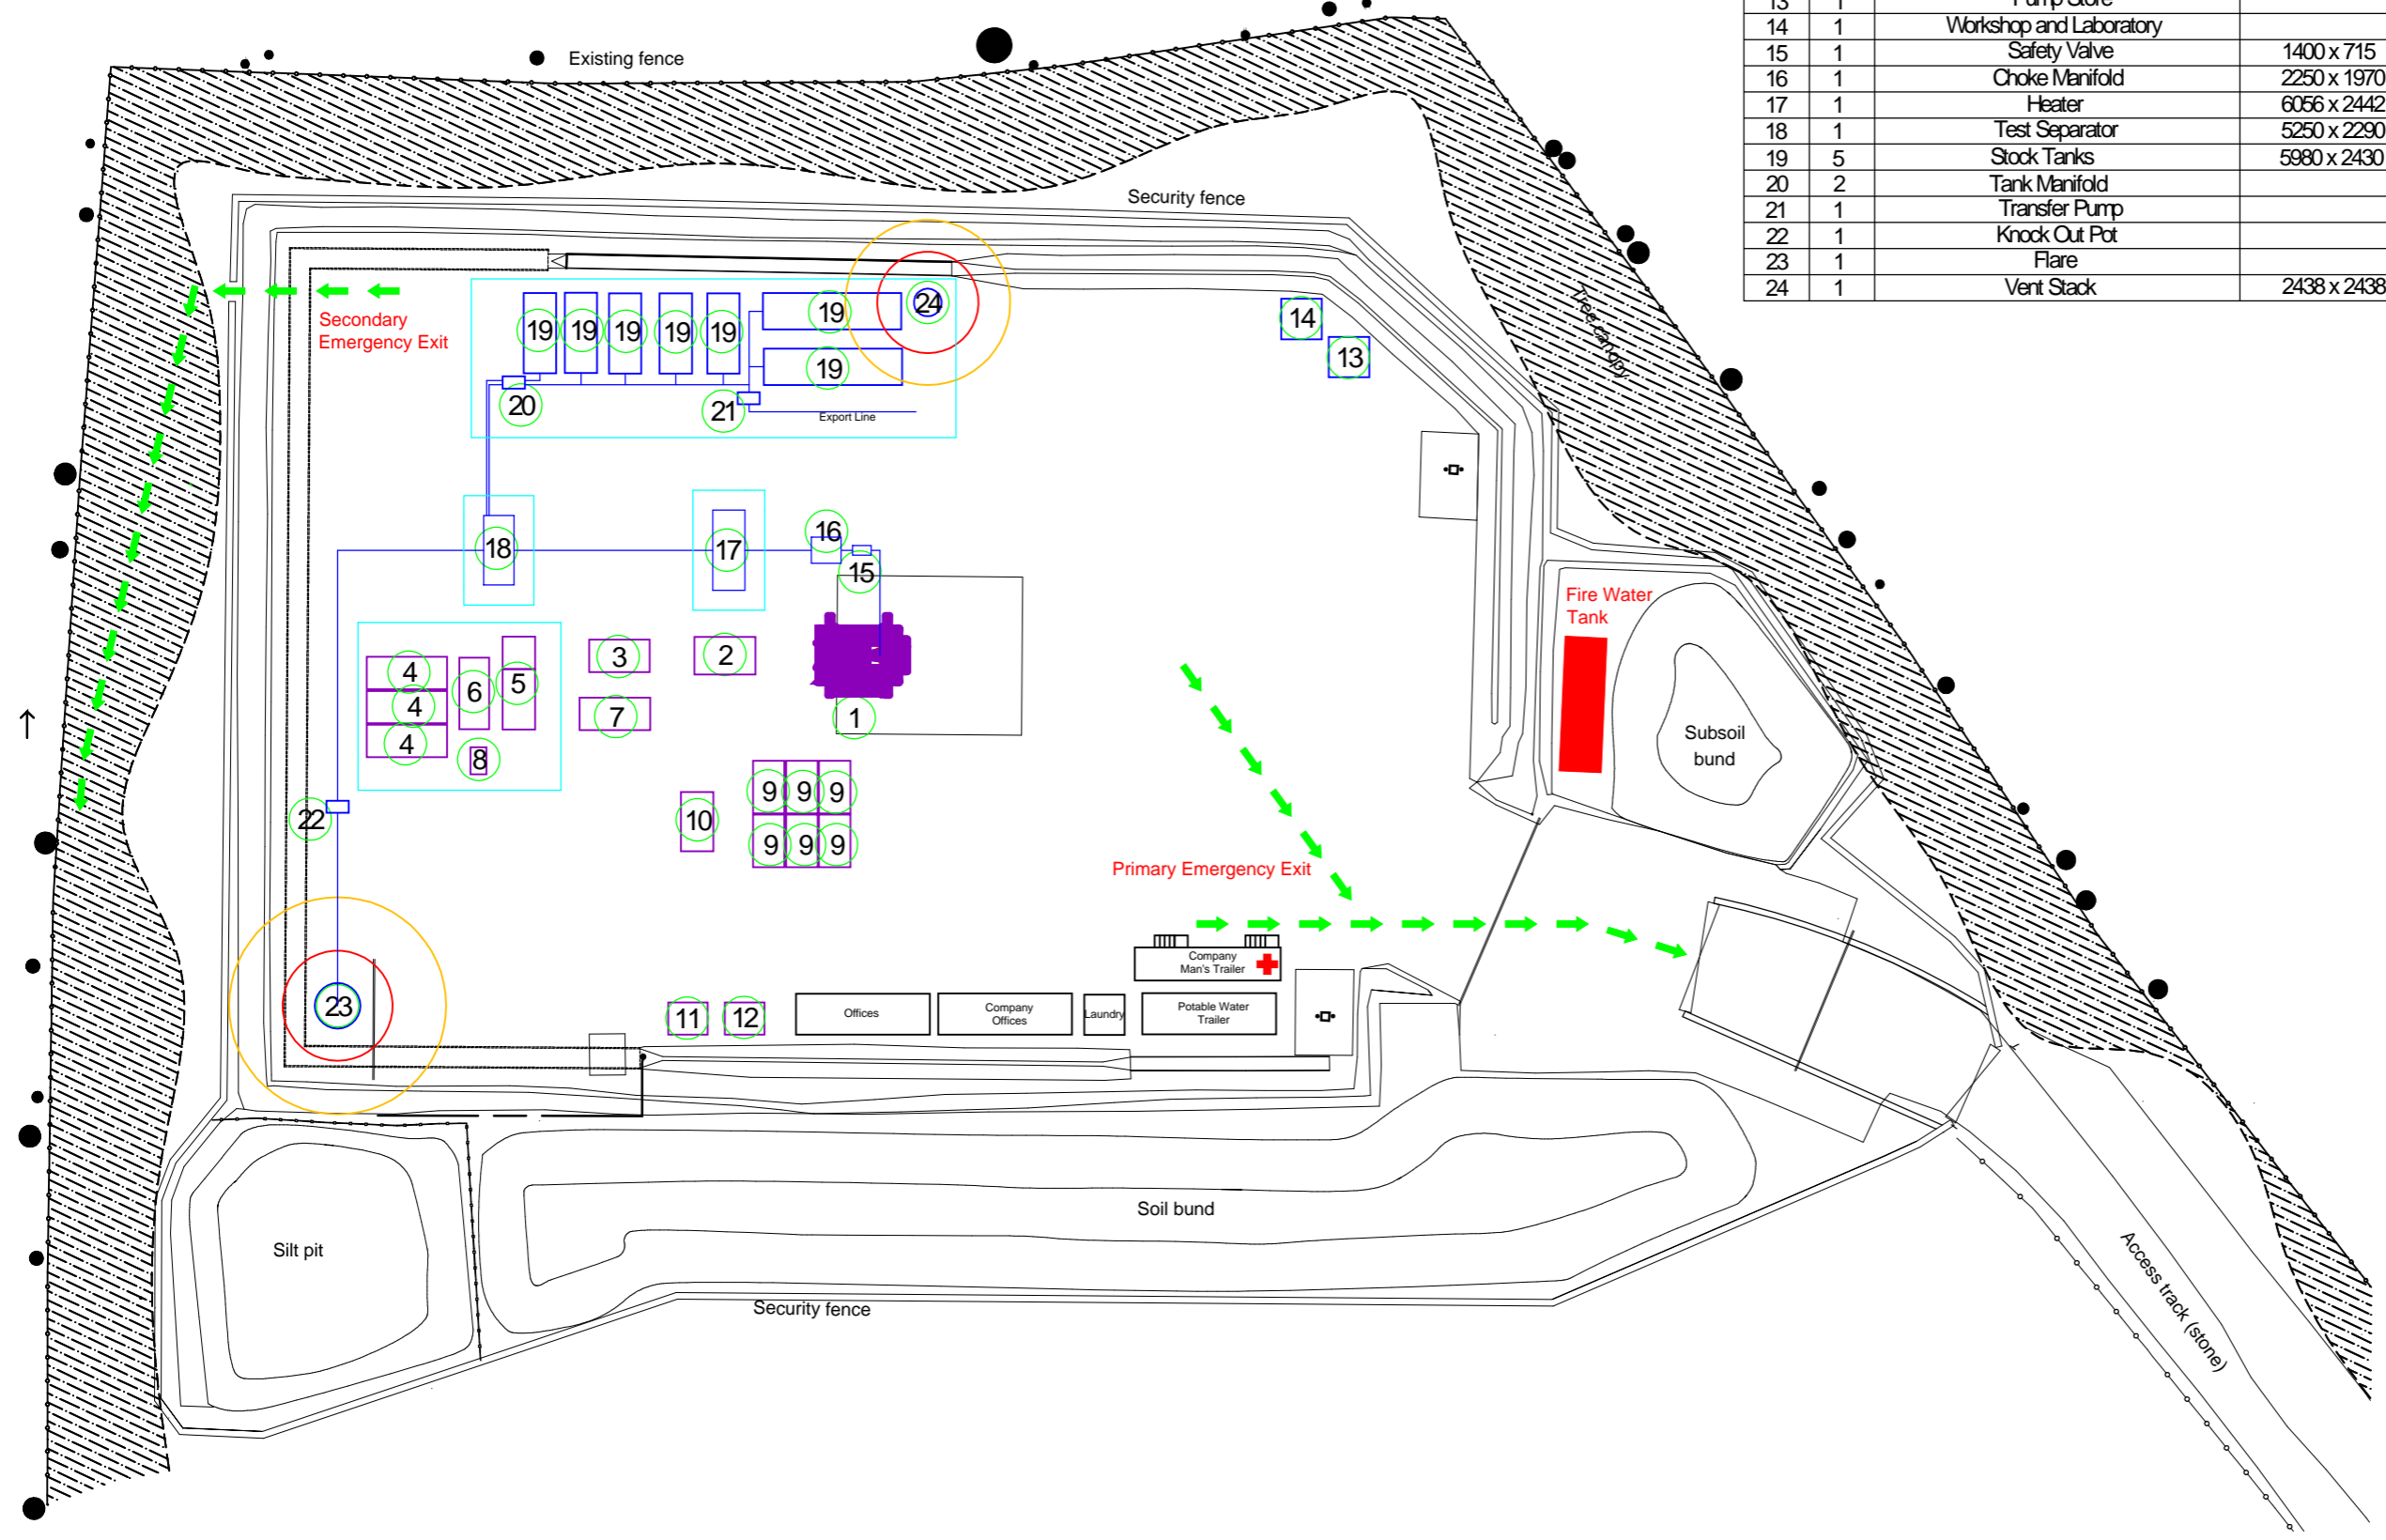 13 1 Pump Store
14 1 Workshop and Laboratory
15 1 Safety Valve 1400 x 715
16 1 Choke Manifold 2250 x 1970
17 1 Heater 6056 x 2442
18 1 Test Separator 5250 x 2290
19 5 Stock Tanks 5980 x 2430
20 2 Tank Manifold
21 1 Transfer Pump
22 1 Knock Out Pot
23 1 Flare
24 1 Vent Stack 2438 x 2438
Existing fence
Security fence
Tree canopy
Secondary
Emergency Exit
19 19 19 19 19 19 24
19
20 21
Export Line
14
13
18 17 16
15
Fire Water
Tank
4 6 5 3 2
4 7 1
4 8
Subsoil
bund
22
10
9 9 9
9 9 9
Primary Emergency Exit
Company
Man's Trailer
23
11 12
Offices
Company
Offices
Laundry
Potable Water
Trailer
Silt pit
Soil bund
Security fence
Access track (stone)